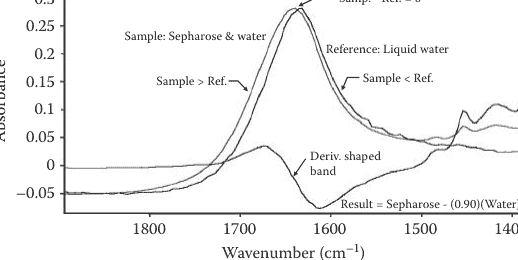 0.3
Samp. - Ref. = 0
0.25
Sample: Sepharose & water
0.2
Reference: Liquid water
Sample > Ref.
Sample < Ref.
0.15
0.1
Absorbance
0.05
Deriv. shaped
band
0
−0.05
Result = Sepharose - (0.90)(Water)
1800
1700
1600
1500
Wavenumber (cm⁻¹)